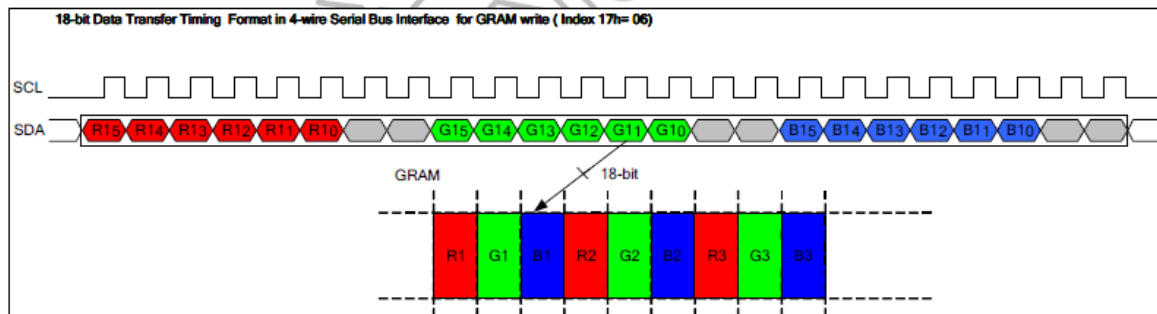 18-bit Data Transfer Timing Format in 4-wire Serial Bus Interface for GRAM write ( Index 17h= 06)
SCL
SDA R15 R14 R13 R12 R11 R10 G15 G14 G13 G12 G11 G10 B15 B14 B13 B12 B11 B10
GRAM 18-bit
R1 G1 B1 R2 G2 B2 R3 G3 B3